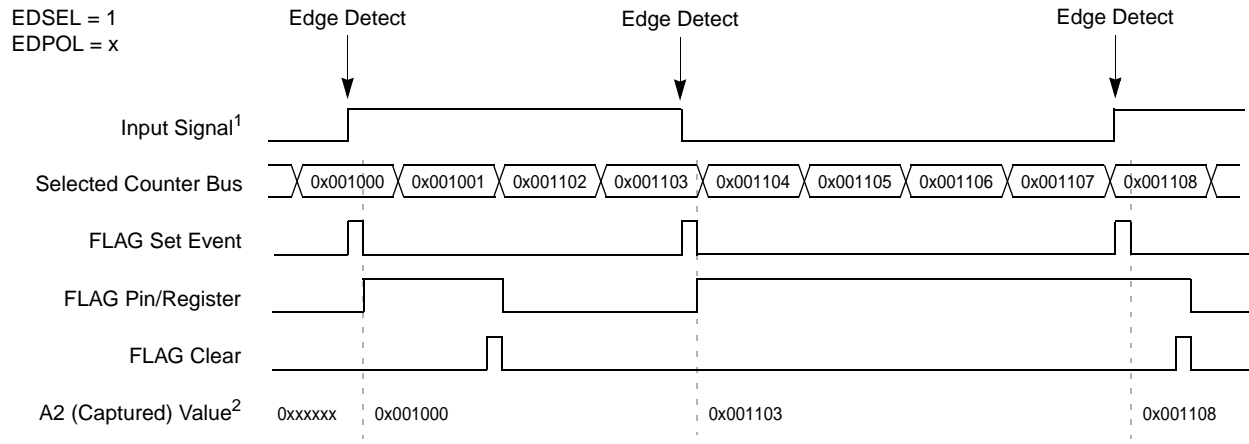 EDSEL = 1
EDPOL = x
Edge Detect Edge Detect Edge Detect
Input Signal1
Selected Counter Bus 0x001000 0x001001 0x001102 0x001103 0x001104 0x001105 0x001106 0x001107 0x001108
FLAG Set Event
FLAG Pin/Register
FLAG Clear
A2 (Captured) Value2 0xxxxxx 0x001000 0x001103 0x001108